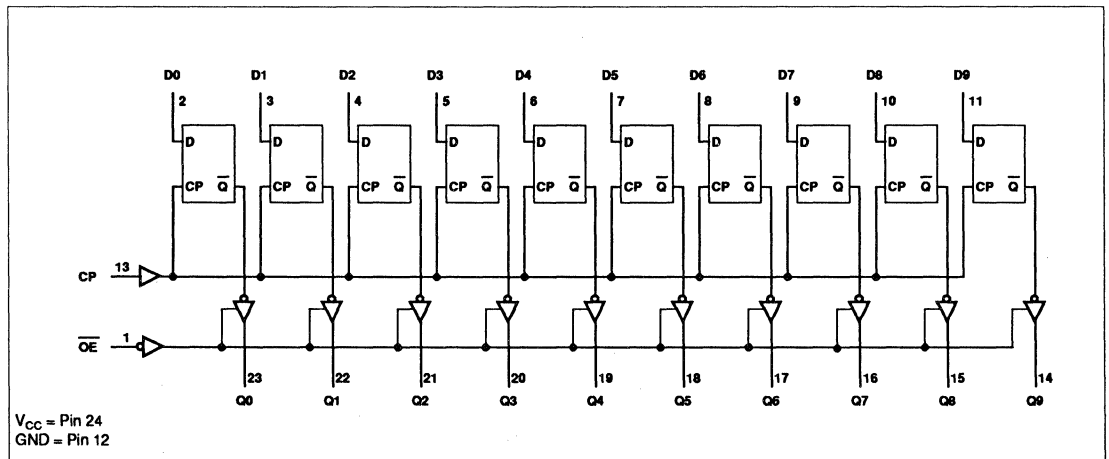 D0 D1 D2 D3 D4 D5 D6 D7 D8 D9
2 3 4 5 6 7 8 9 10 11
D D D D D D D D D D
CP Q̅ CP Q̅ CP Q̅ CP Q̅ CP Q̅ CP Q̅ CP Q̅ CP Q̅ CP Q̅ CP Q̅
CP 13
O̅E̅ 1
23 22 21 20 19 18 17 16 15 14
Q0 Q1 Q2 Q3 Q4 Q5 Q6 Q7 Q8 Q9
VCC = Pin 24
GND = Pin 12